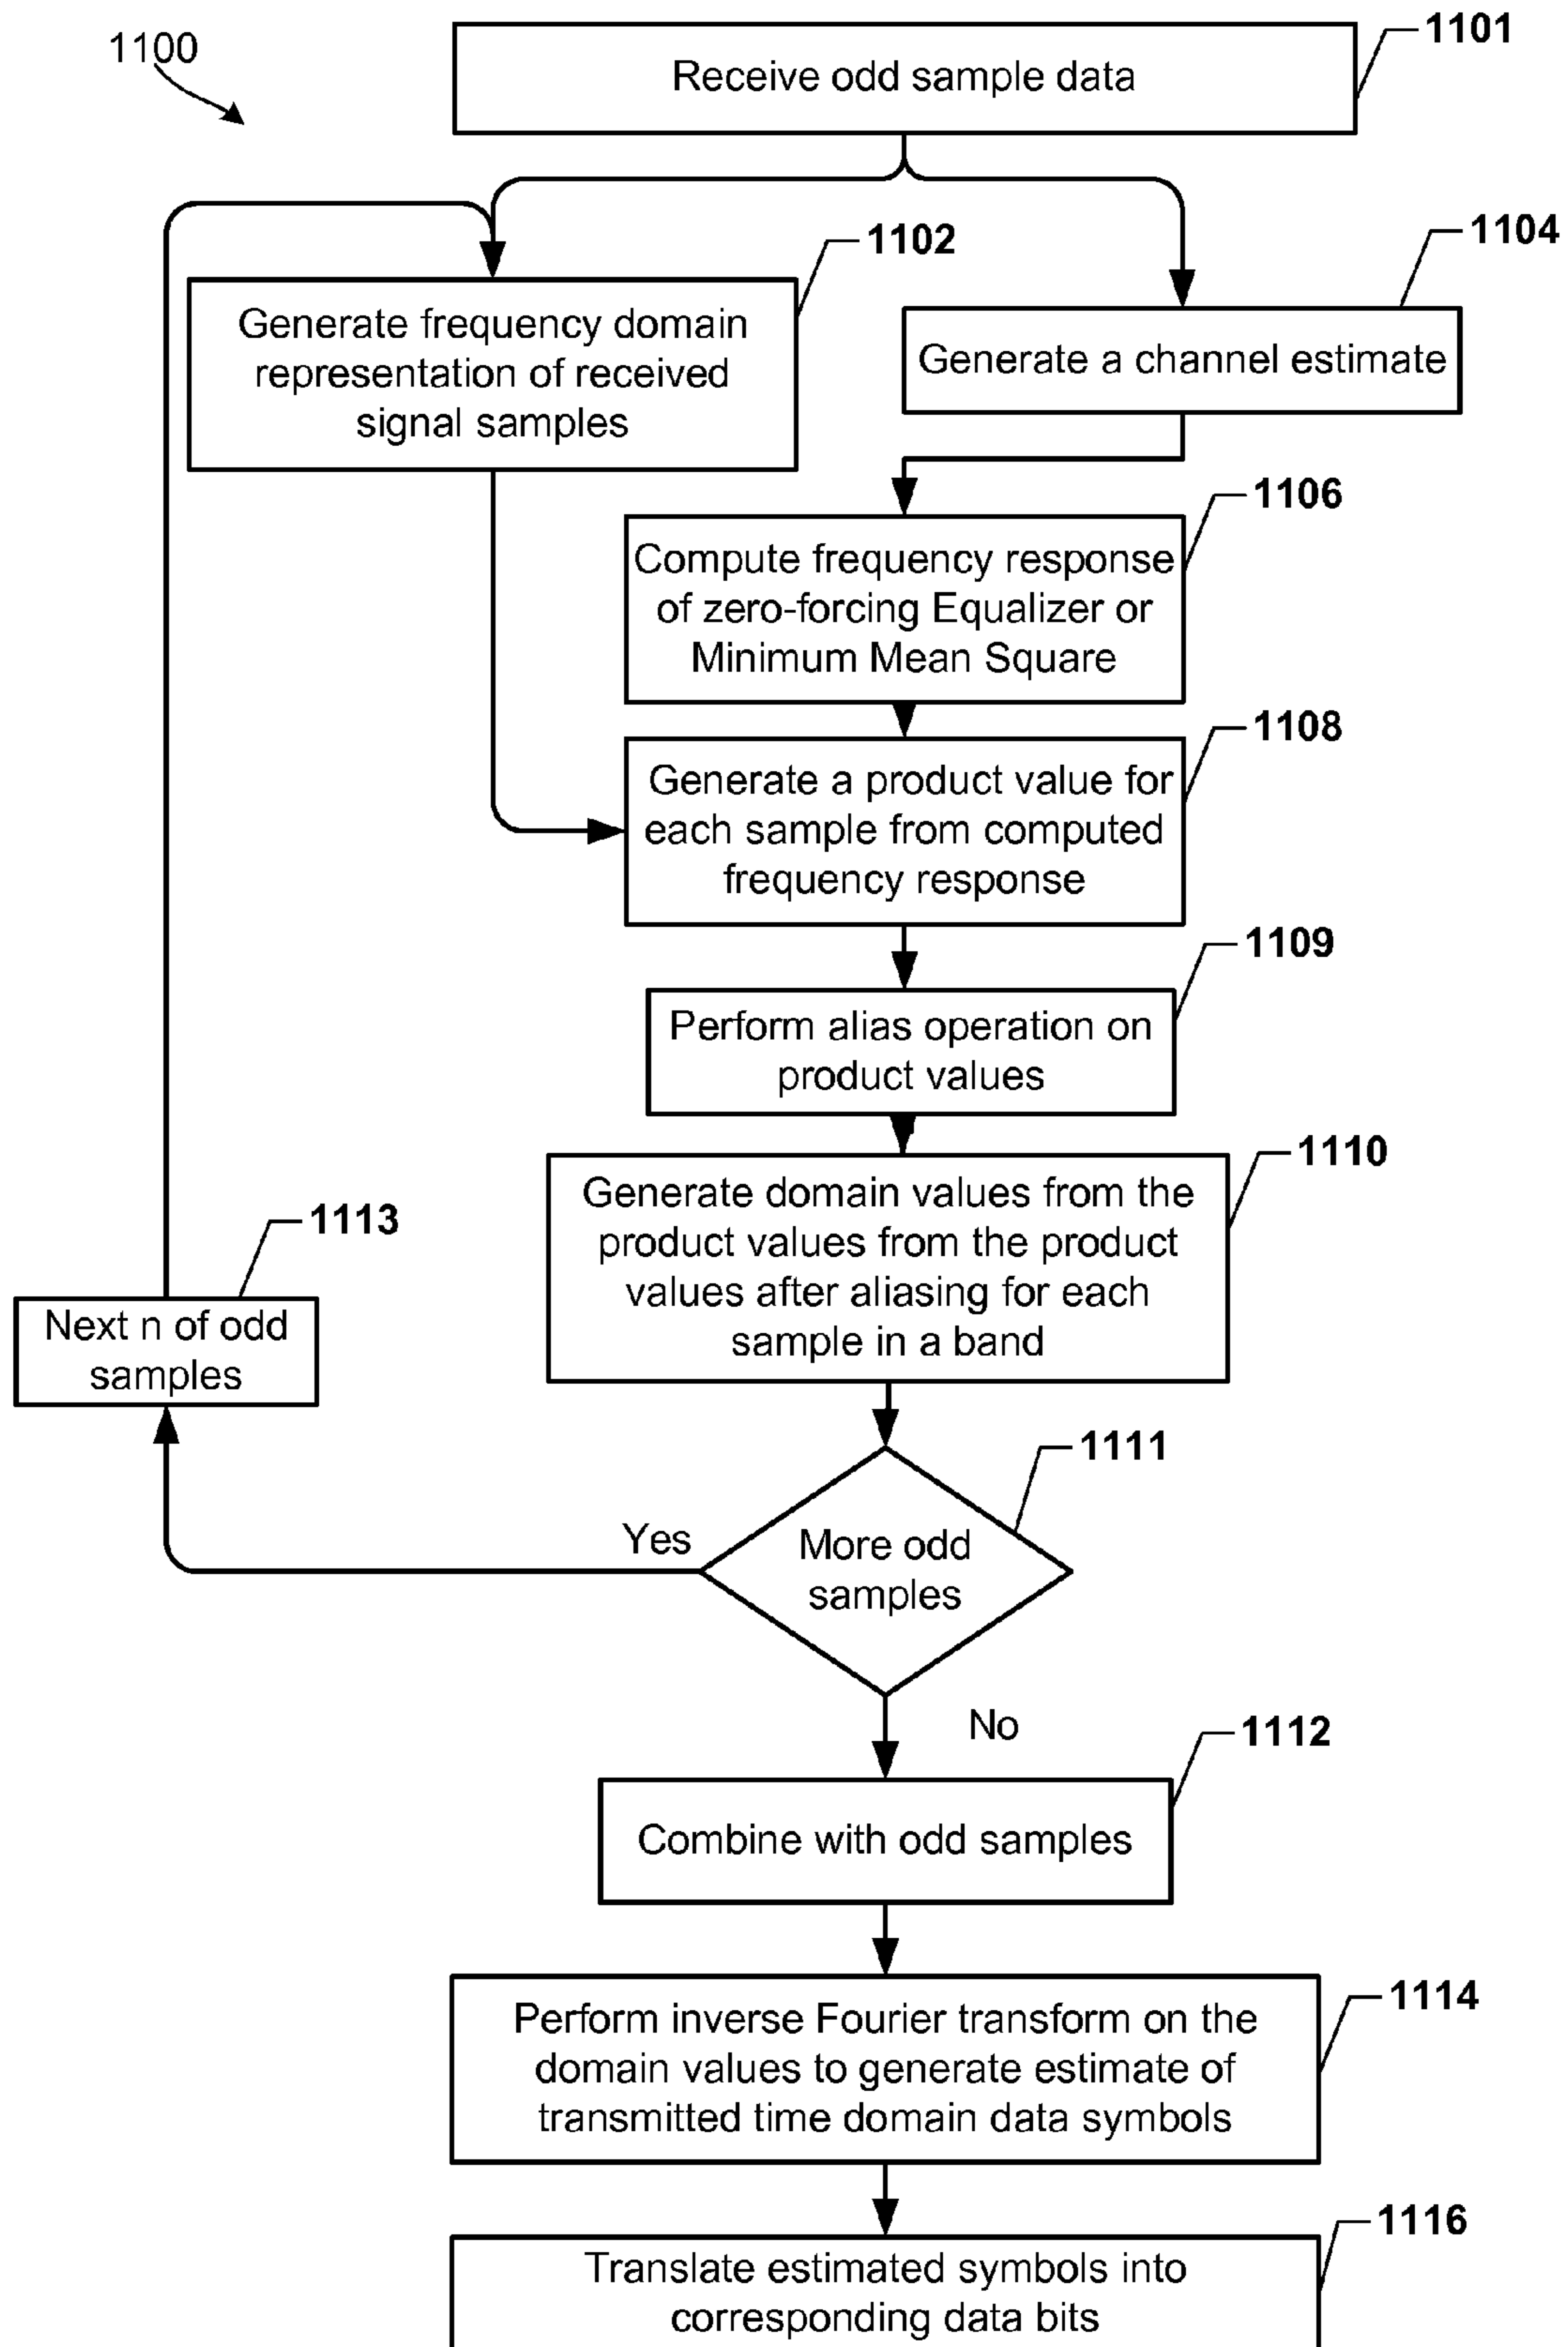 1100
1101
Receive odd sample data
1102
1104
Generate frequency domain
representation of received
signal samples
Generate a channel estimate
1106
Compute frequency response
of zero-forcing Equalizer or
Minimum Mean Square
1108
Generate a product value for
each sample from computed
frequency response
1109
Perform alias operation on
product values
1110
Generate domain values from the
product values from the product
values after aliasing for each
sample in a band
1113
Next n of odd
samples
1111
More odd
samples
Yes
No
1112
Combine with odd samples
1114
Perform inverse Fourier transform on the
domain values to generate estimate of
transmitted time domain data symbols
1116
Translate estimated symbols into
corresponding data bits